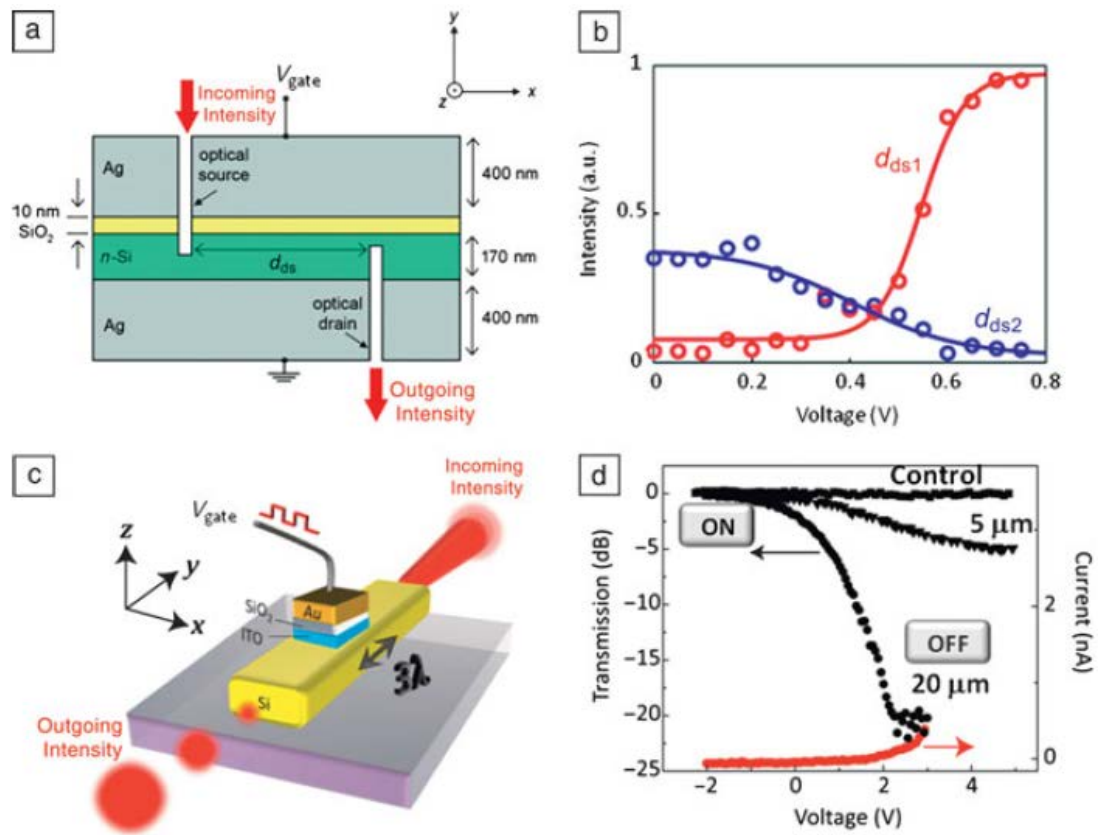 a
y
x
z
V gate
Incoming
Intensity
Ag
optical
source
400 nm
10 nm
SiO₂
n-Si
d ds
170 nm
Ag
optical
drain
400 nm
Outgoing
Intensity
b
1
0.5
0
Intensity (a.u.)
d ds1
d ds2
0
0.2
0.4
0.6
0.8
Voltage (V)
c
Incoming
Intensity
V gate
z
y
x
SiO₂
Au
ITO
3λ
Si
Outgoing
Intensity
d
Control
0
−5
−10
−15
−20
−25
Transmission (dB)
ON
5 µm
OFF
20 µm
2
0
Current (nA)
−2
0
2
4
Voltage (V)